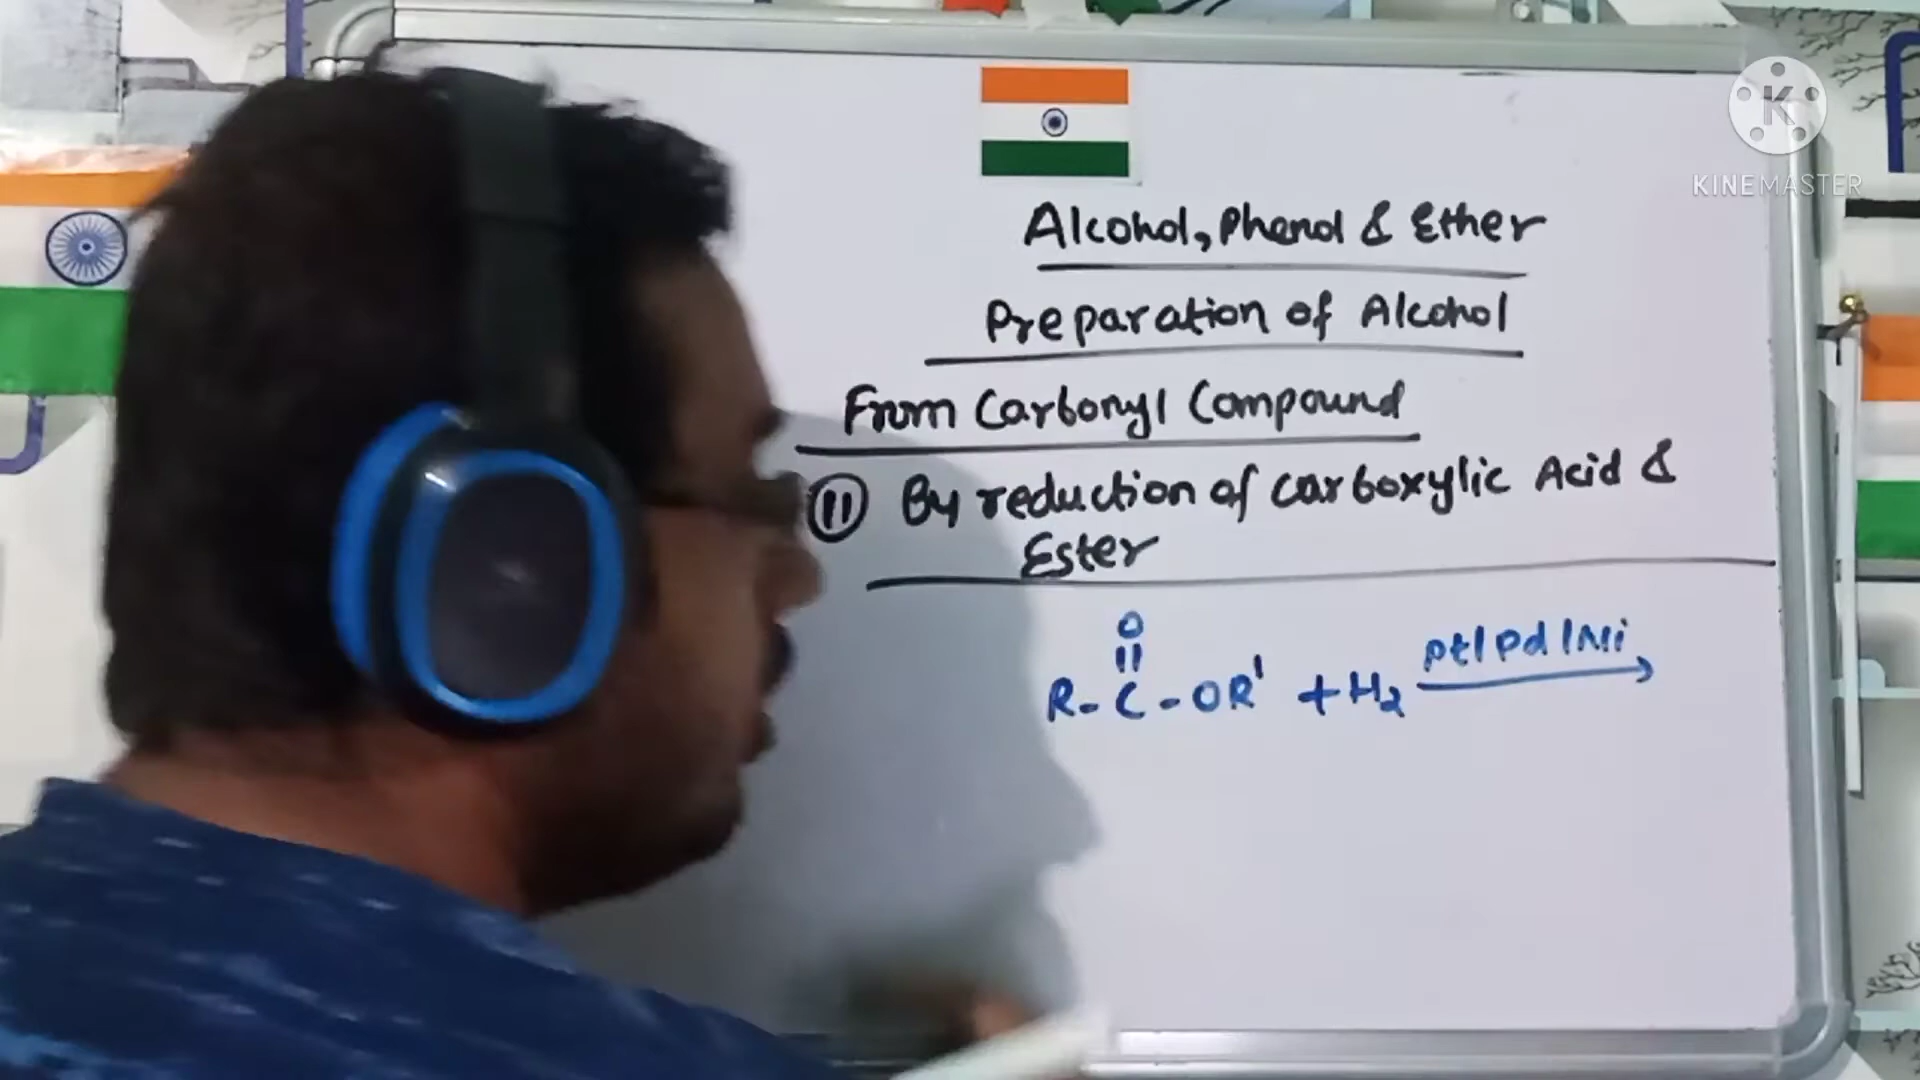 KINEMASTER
Alcohol, Phenol & Ether
Preparation of Alcohol
From Carbonyl Compound
(11) By reduction of carboxylic Acid &
Ester
O
||
R-C-OR' + H2 Pt/Pd/Ni →